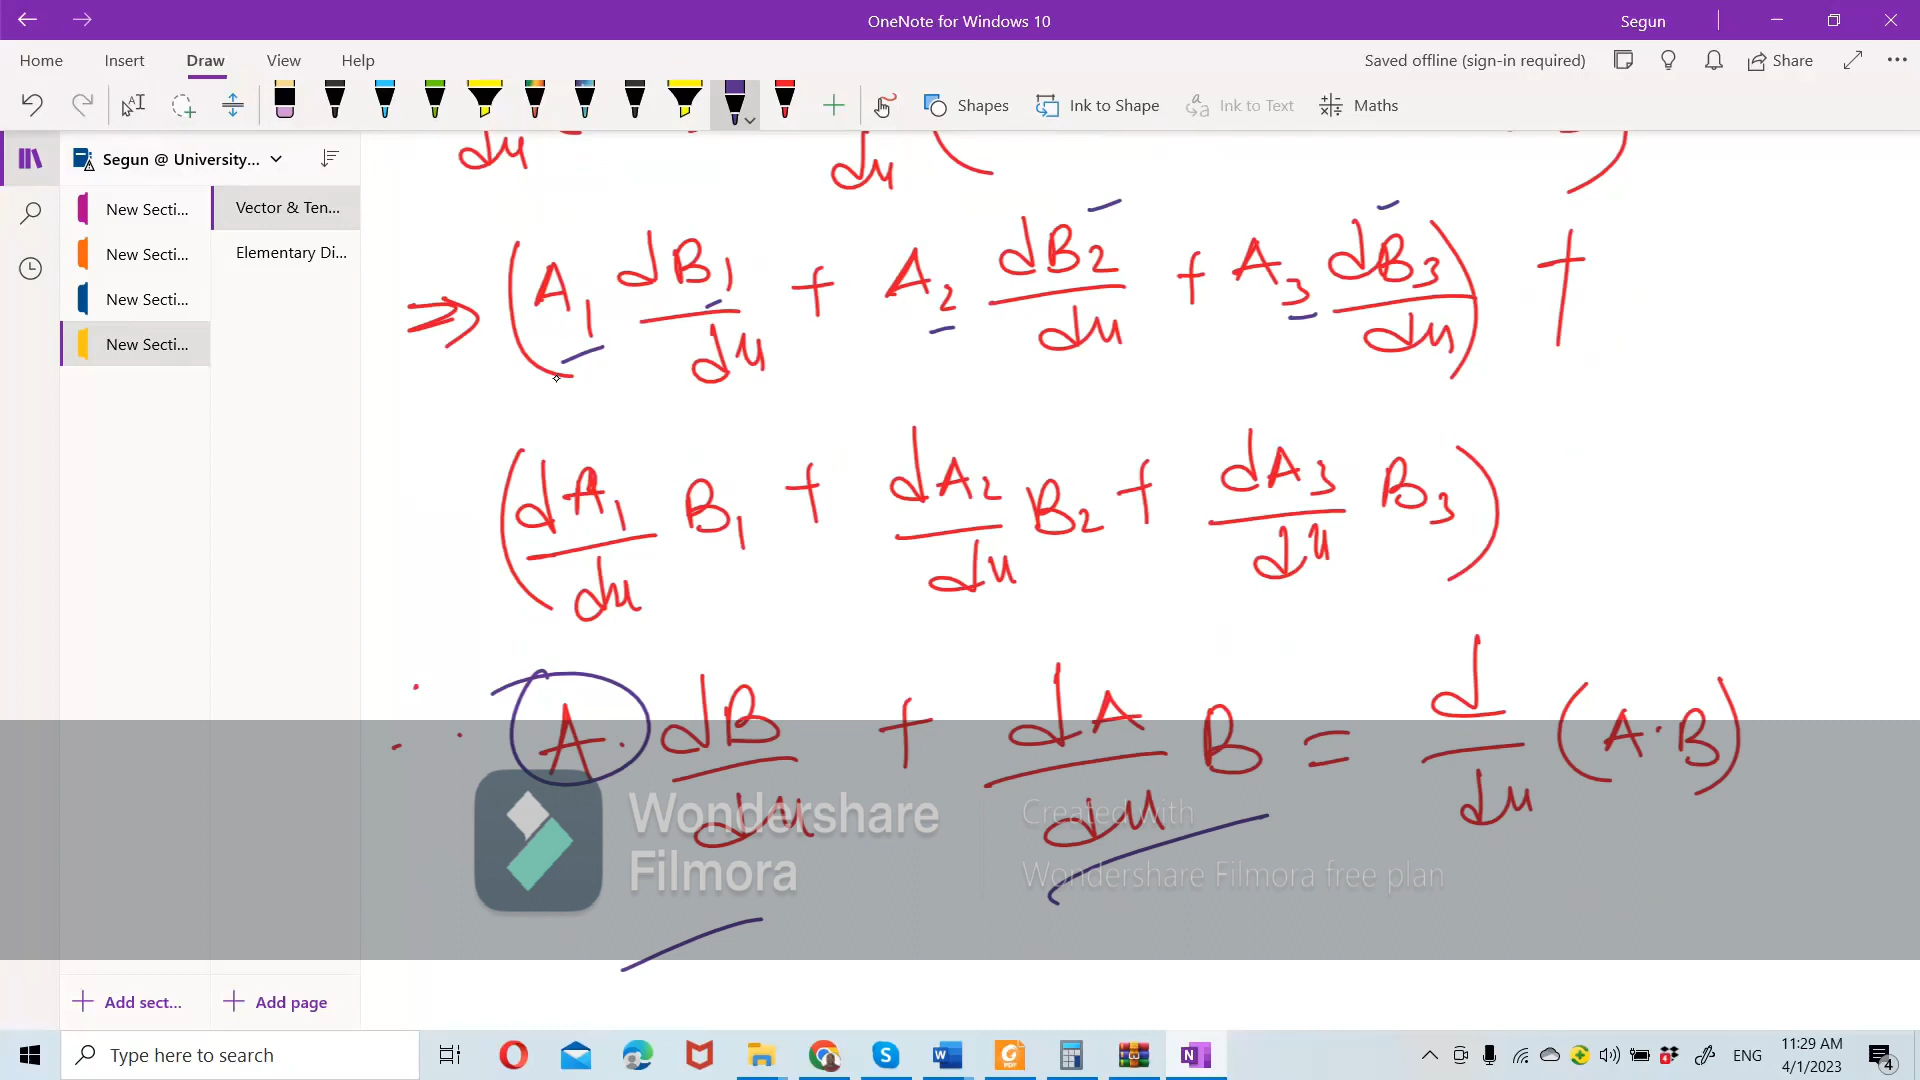 OneNote for Windows 10
Segun
Home Insert Draw View Help
Saved offline (sign-in required)
Share
Shapes
Ink to Shape
Ink to Text
Maths
Segun @ University...
New Secti...
New Secti...
New Secti...
New Secti...
Vector & Ten...
Elementary Di...
du du (
⇒ (A1 dB1/du + A2 dB2/du + A3 dB3/du) +
(dA1/du B1 + dA2/du B2 + dA3/du B3)
∴ A · dB/du + dA/du B = d/du (A·B)
Wondershare
Filmora
Created with
Wondershare Filmora free plan
Add sect...
Add page
Type here to search
ENG
11:29 AM
4/1/2023
4